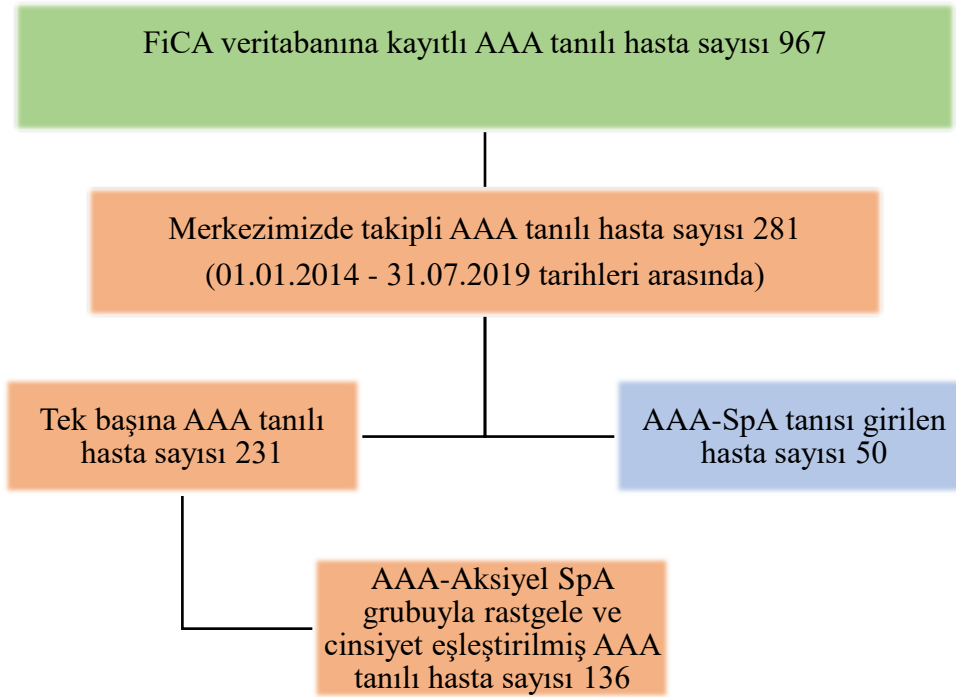 FiCA veritabanına kayıtlı AAA tanılı hasta sayısı 967
Merkezimizde takipli AAA tanılı hasta sayısı 281
(01.01.2014 - 31.07.2019 tarihleri arasında)
Tek başına AAA tanılı
hasta sayısı 231
AAA-SpA tanısı girilen
hasta sayısı 50
AAA-Aksiyel SpA
grubuyla rastgele ve
cinsiyet eşleştirilmiş AAA
tanılı hasta sayısı 136